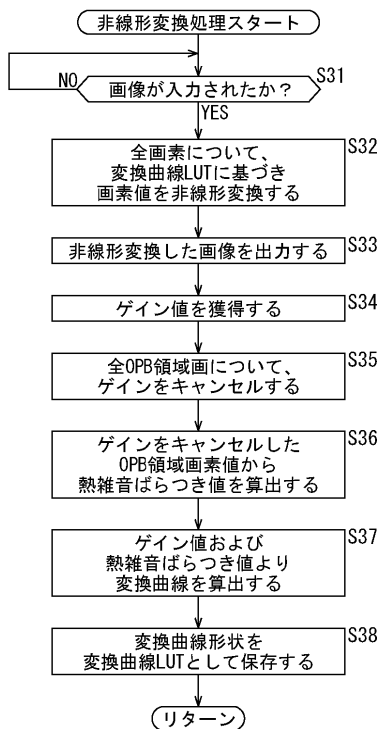 非線形変換処理スタート
NO
画像が入力されたか？
S31
YES
全画素について、
S32
変換曲線LUTに基づき
画素値を非線形変換する
非線形変換した画像を出力する
S33
ゲイン値を獲得する
S34
全OPB領域画について、
S35
ゲインをキャンセルする
ゲインをキャンセルした
S36
OPB領域画素値から
熱雑音ばらつき値を算出する
ゲイン値および
S37
熱雑音ばらつき値より
変換曲線を算出する
変換曲線形状を
S38
変換曲線LUTとして保存する
リターン